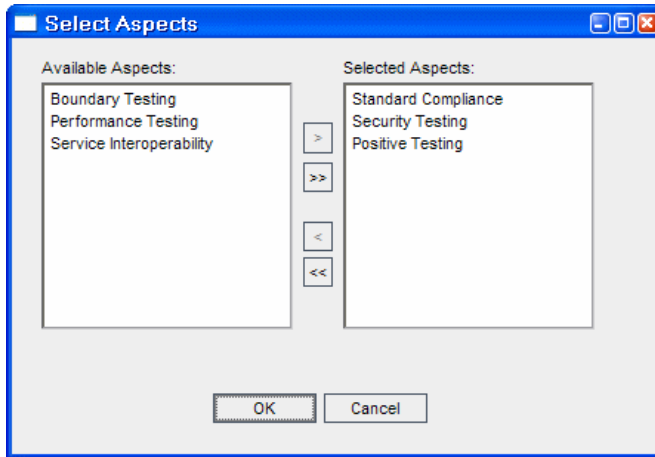 Select Aspects
Available Aspects:
Boundary Testing
Performance Testing
Service Interoperability
>
>>
<
<<
Selected Aspects:
Standard Compliance
Security Testing
Positive Testing
OK
Cancel